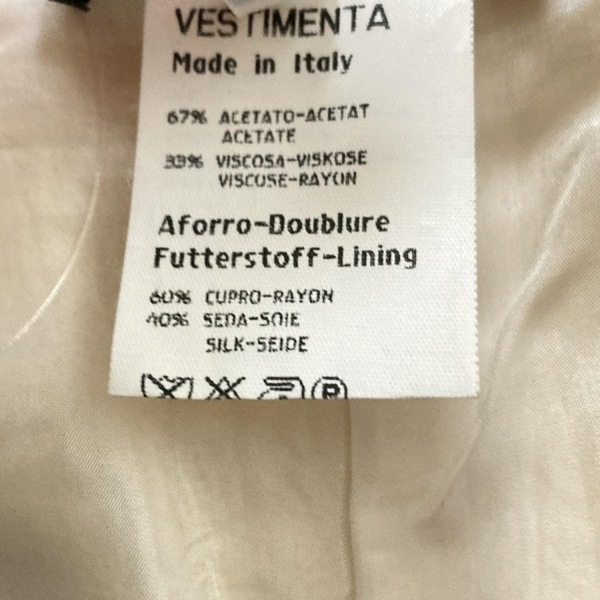 VESTIMENTA
Made in Italy
67% ACETATO-ACETAT
ACETATE
33% VISCOSA-VISKOSE
VISCOSE-RAYON
Aforro-Doublure
Futterstoff-Lining
60% CUPRO-RAYON
40% SEDA-SOIE
SILK-SEIDE
P